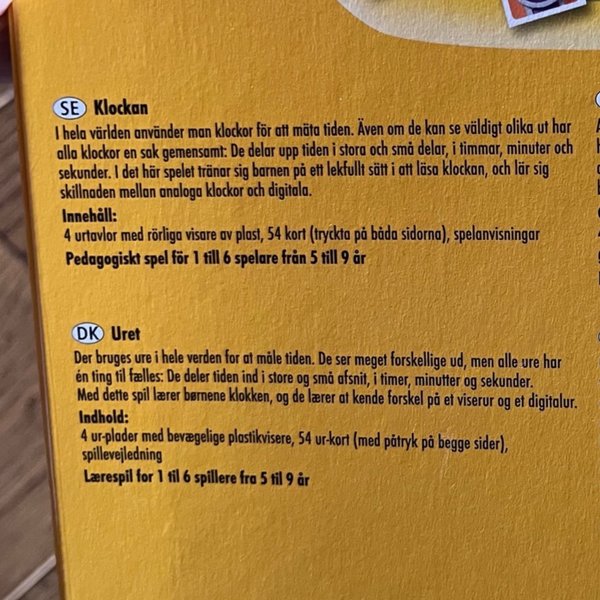 SE Klockan
I hela världen använder man klockor för att mäta tiden. Även om de kan se väldigt olika ut har
alla klockor en sak gemensamt: De delar upp tiden i stora och små delar, i timmar, minuter och
sekunder. I det här spelet tränar sig barnen på ett lekfullt sätt i att läsa klockan, och lär sig
skillnaden mellan analoga klockor och digitala.
Innehåll:
4 urtavlor med rörliga visare av plast, 54 kort (tryckta på båda sidorna), spelanvisningar
Pedagogiskt spel för 1 till 6 spelare från 5 till 9 år
DK Uret
Der bruges ure i hele verden for at måle tiden. De ser meget forskellige ud, men alle ure har
én ting til fælles: De deler tiden ind i store og små afsnit, i timer, minutter og sekunder.
Med dette spil lærer børnene klokken, og de lærer at kende forskel på et viserur og et digitalur.
Indhold:
4 ur-plader med bevægelige plastikvisere, 54 ur-kort (med påtryk på begge sider),
spillevejledning
Lærespil for 1 til 6 spillere fra 5 til 9 år